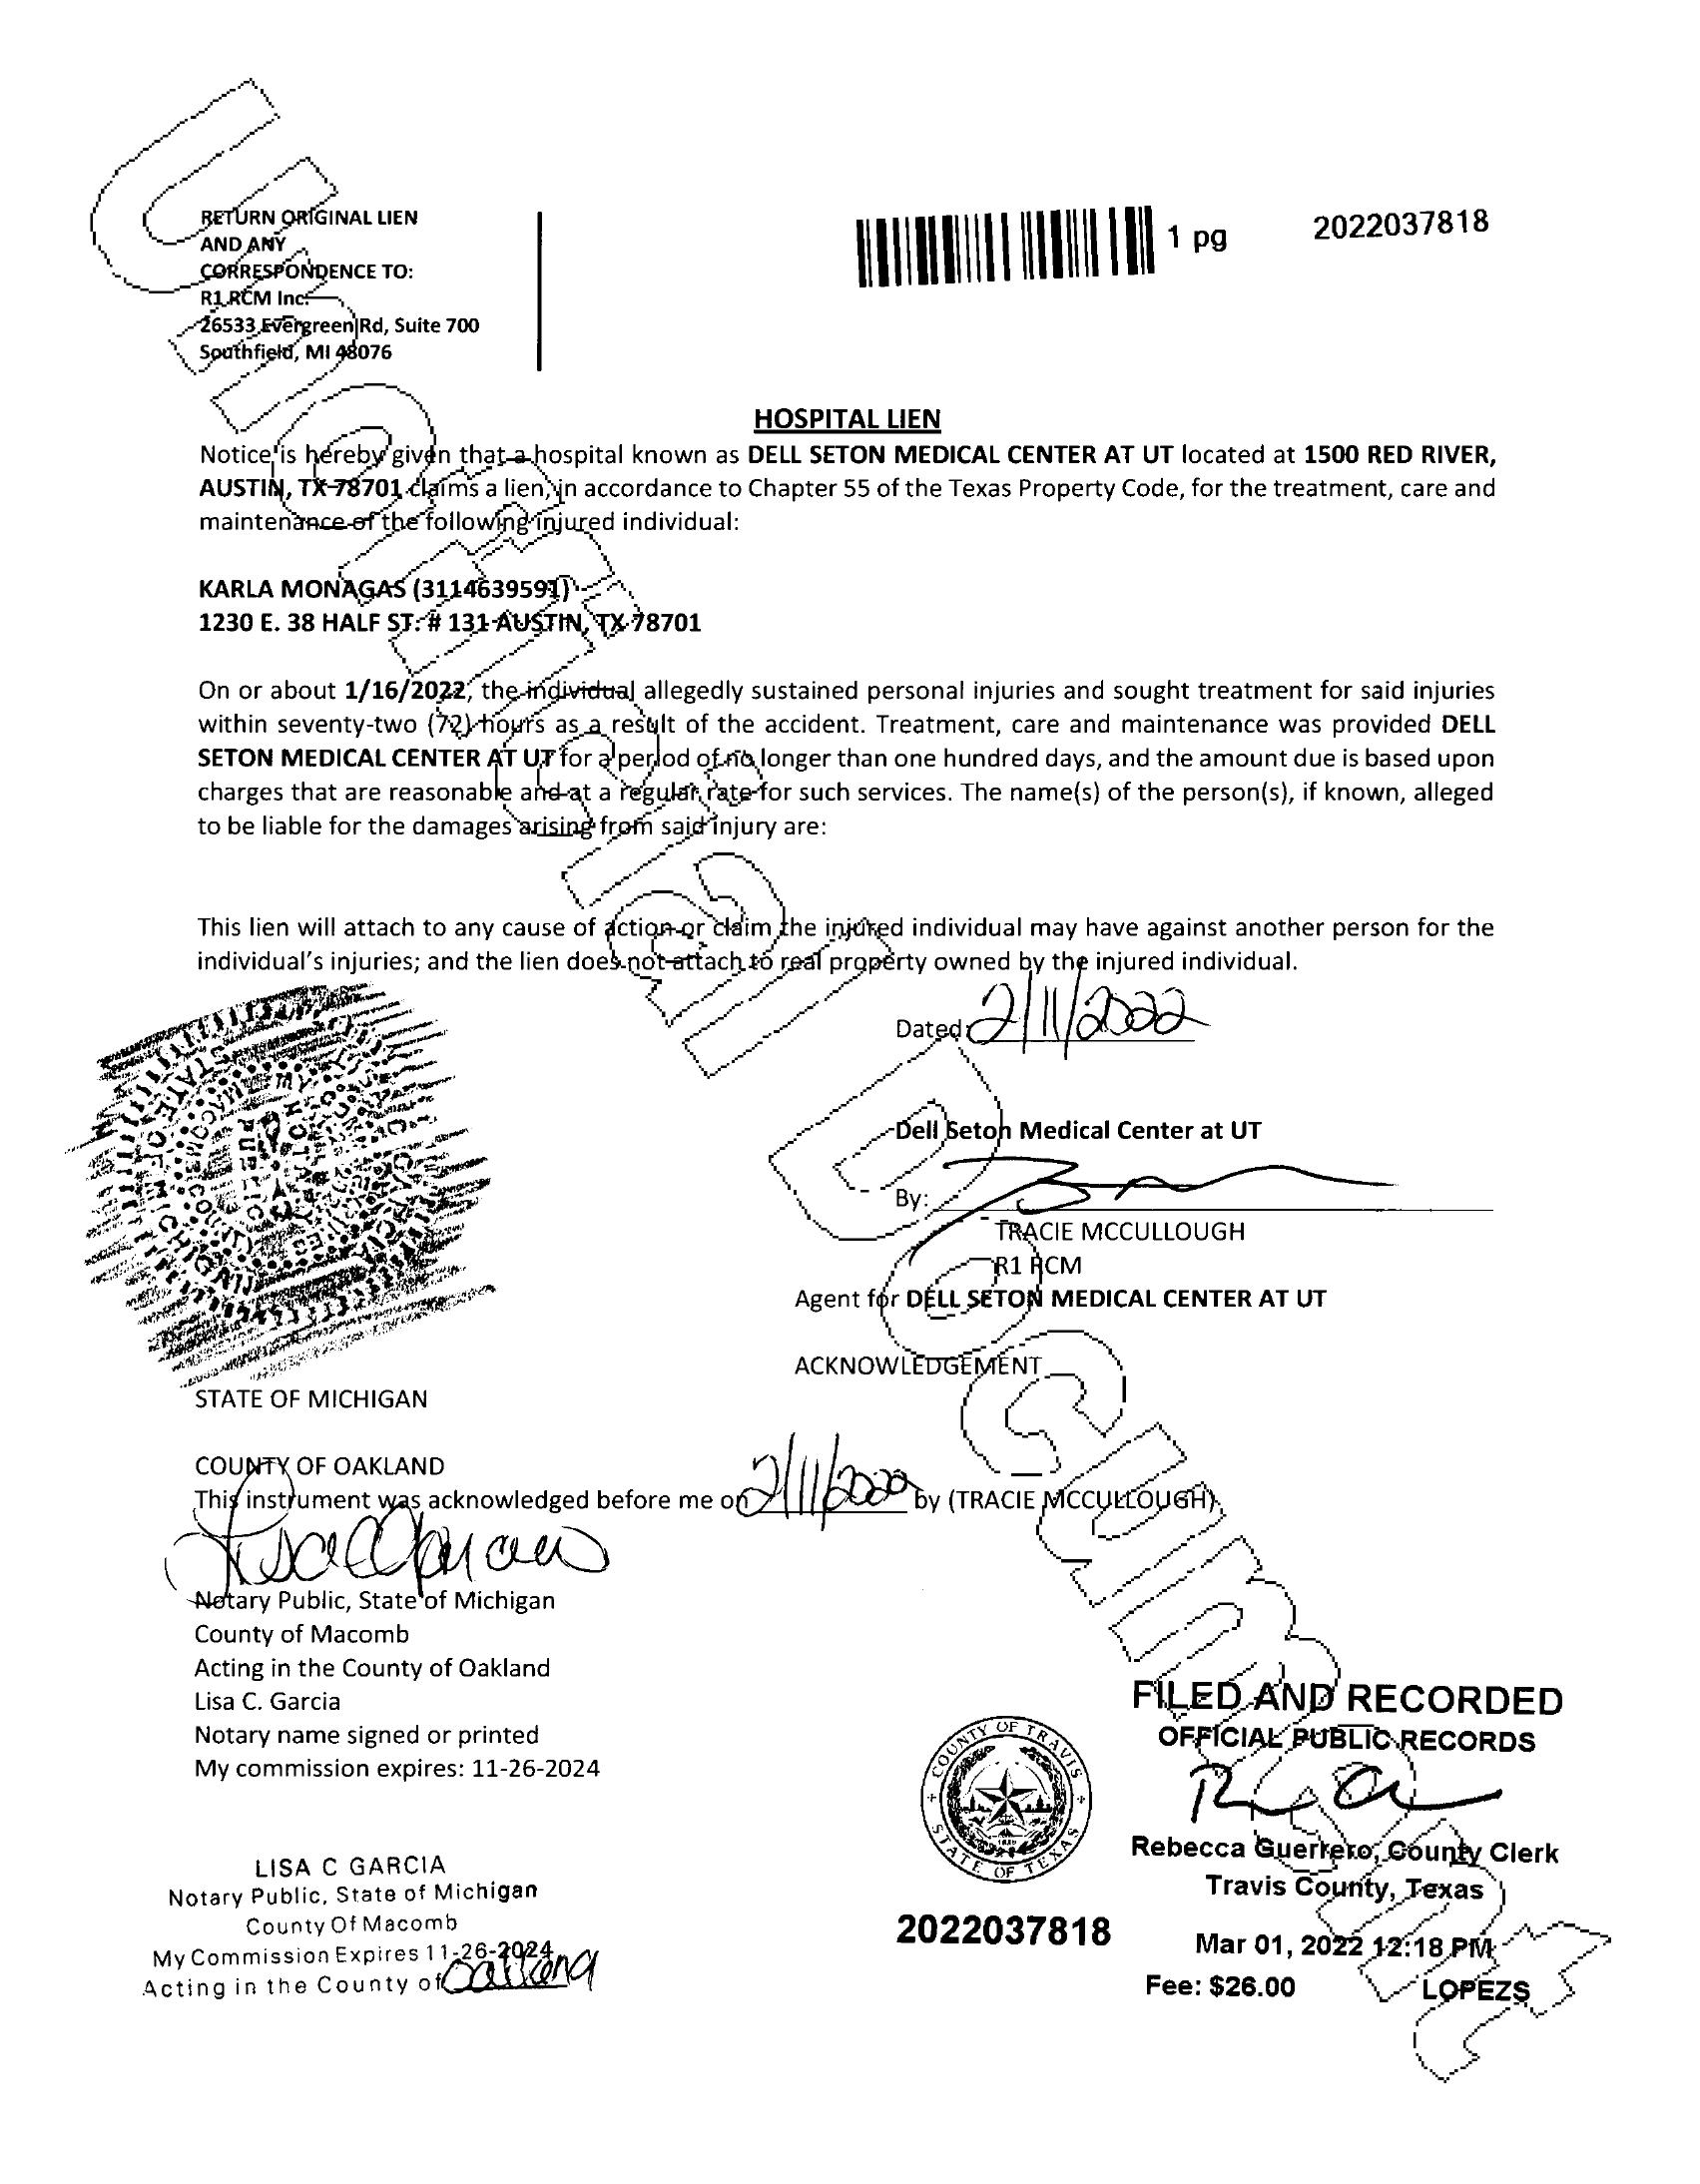 RETURN ORIGINAL LIEN
AND ANY
CORRESPONDENCE TO:
R1 RCM Inc.
26533 Evergreen Rd, Suite 700
Southfield, MI 48076
1 pg
2022037818
HOSPITAL LIEN
Notice is hereby given that a hospital known as DELL SETON MEDICAL CENTER AT UT located at 1500 RED RIVER,
AUSTIN, TX 78701 claims a lien, in accordance to Chapter 55 of the Texas Property Code, for the treatment, care and
maintenance of the following injured individual:
KARLA MONAGAS (3114639591)
1230 E. 38 HALF ST. # 131 AUSTIN, TX 78701
On or about 1/16/2022, the individual allegedly sustained personal injuries and sought treatment for said injuries
within seventy-two (72) hours as a result of the accident. Treatment, care and maintenance was provided DELL
SETON MEDICAL CENTER AT UT for a period of no longer than one hundred days, and the amount due is based upon
charges that are reasonable and at a regular rate for such services. The name(s) of the person(s), if known, alleged
to be liable for the damages arising from said injury are:
This lien will attach to any cause of action or claim the injured individual may have against another person for the
individual's injuries; and the lien does not attach to real property owned by the injured individual.
Dated: 2/11/2022
Dell Seton Medical Center at UT
By:
TRACIE MCCULLOUGH
R1 RCM
Agent for DELL SETON MEDICAL CENTER AT UT
ACKNOWLEDGEMENT
STATE OF MICHIGAN
COUNTY OF OAKLAND
This instrument was acknowledged before me on 2/11/2022 by (TRACIE MCCULLOUGH)
Notary Public, State of Michigan
County of Macomb
Acting in the County of Oakland
Lisa C. Garcia
Notary name signed or printed
My commission expires: 11-26-2024
LISA C GARCIA
Notary Public, State of Michigan
County Of Macomb
My Commission Expires 11-26-2024
Acting in the County of Oakland
COUNTY OF TRAVIS
STATE OF TEXAS
2022037818
FILED AND RECORDED
OFFICIAL PUBLIC RECORDS
Rebecca Guerrero, County Clerk
Travis County, Texas
Mar 01, 2022 12:18 PM
Fee: $26.00 LOPEZS
Unofficial Document